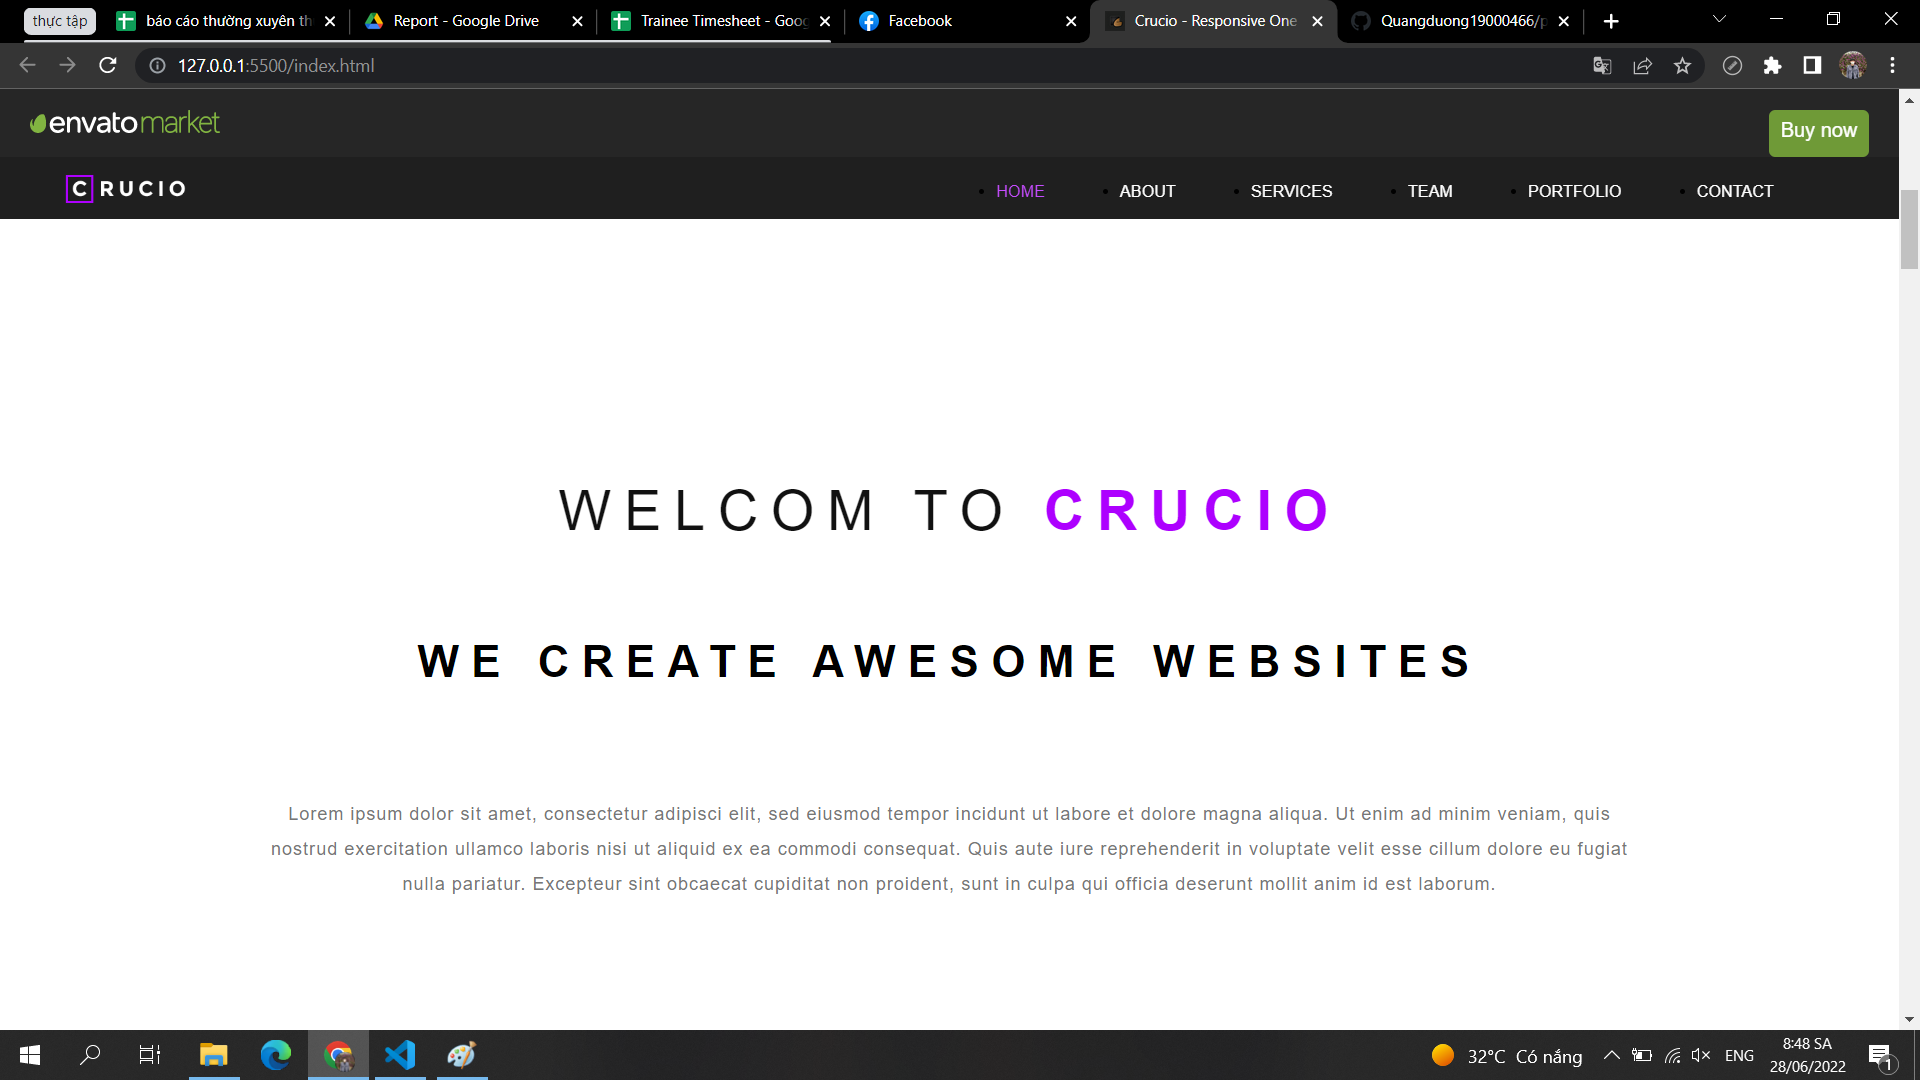 thực tập
báo cáo thường xuyên th
Report - Google Drive
Trainee Timesheet - Goog
Facebook
Crucio - Responsive One
Quangduong19000466/p
127.0.0.1:5500/index.html
envato market
Buy now
CRUCIO
HOME
ABOUT
SERVICES
TEAM
PORTFOLIO
CONTACT
WELCOM TO CRUCIO
WE CREATE AWESOME WEBSITES
Lorem ipsum dolor sit amet, consectetur adipisci elit, sed eiusmod tempor incidunt ut labore et dolore magna aliqua. Ut enim ad minim veniam, quis
nostrud exercitation ullamco laboris nisi ut aliquid ex ea commodi consequat. Quis aute iure reprehenderit in voluptate velit esse cillum dolore eu fugiat
nulla pariatur. Excepteur sint obcaecat cupiditat non proident, sunt in culpa qui officia deserunt mollit anim id est laborum.
32°C Có nắng
ENG
8:48 SA
28/06/2022
1